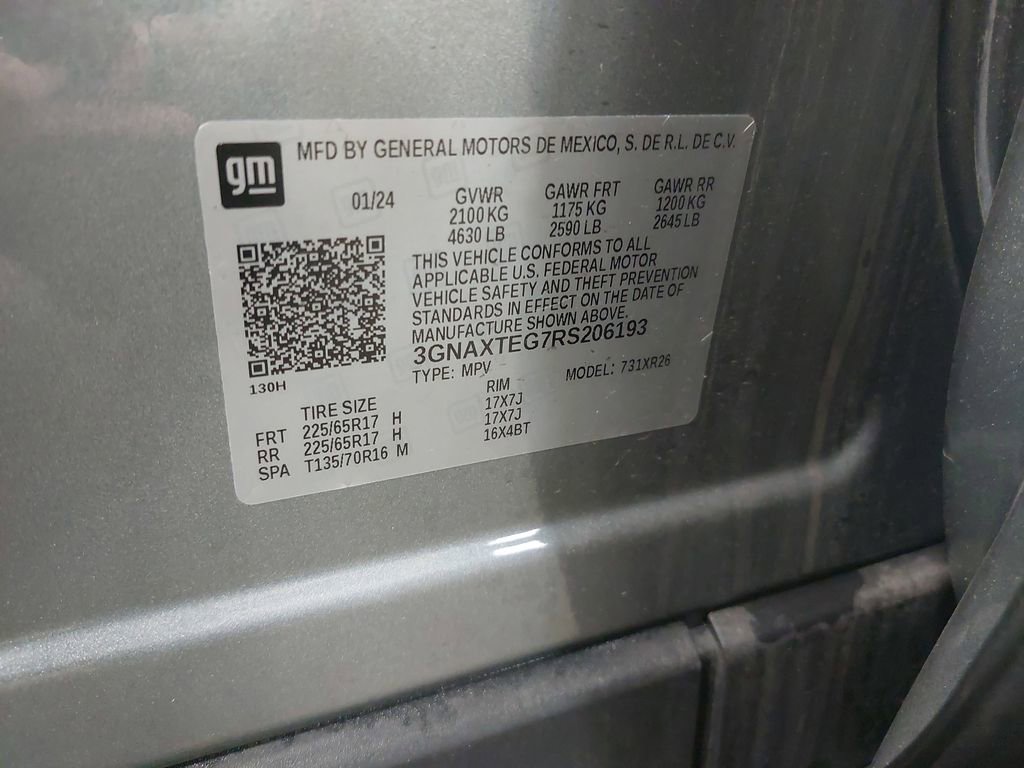 gm
MFD BY GENERAL MOTORS DE MEXICO, S. DE R.L. DE C.V.
01/24 GVWR GAWR FRT GAWR RR
2100 KG 1175 KG 1200 KG
4630 LB 2590 LB 2645 LB
THIS VEHICLE CONFORMS TO ALL
APPLICABLE U.S. FEDERAL MOTOR
VEHICLE SAFETY AND THEFT PREVENTION
STANDARDS IN EFFECT ON THE DATE OF
MANUFACTURE SHOWN ABOVE.
3GNAXTEG7RS206193
TYPE: MPV MODEL: 731XR26
130H
TIRE SIZE RIM
FRT 225/65R17 H 17X7J
RR 225/65R17 H 17X7J
SPA T135/70R16 M 16X4BT